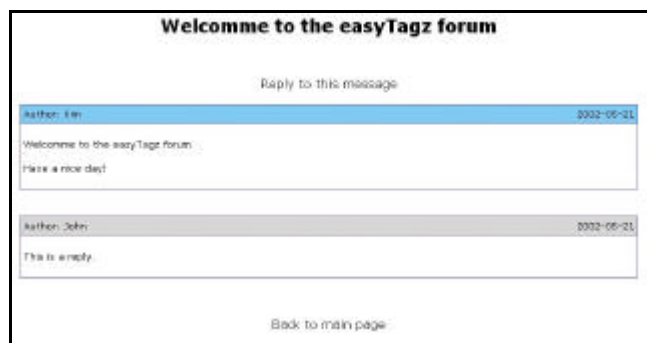 Welcomme to the easyTagz forum
Reply to this message
Author: Kim 2002-05-21
Welcomme to the easyTagz forum
Have a nice day!
Author: John 2002-05-21
This is a reply.
Back to main page